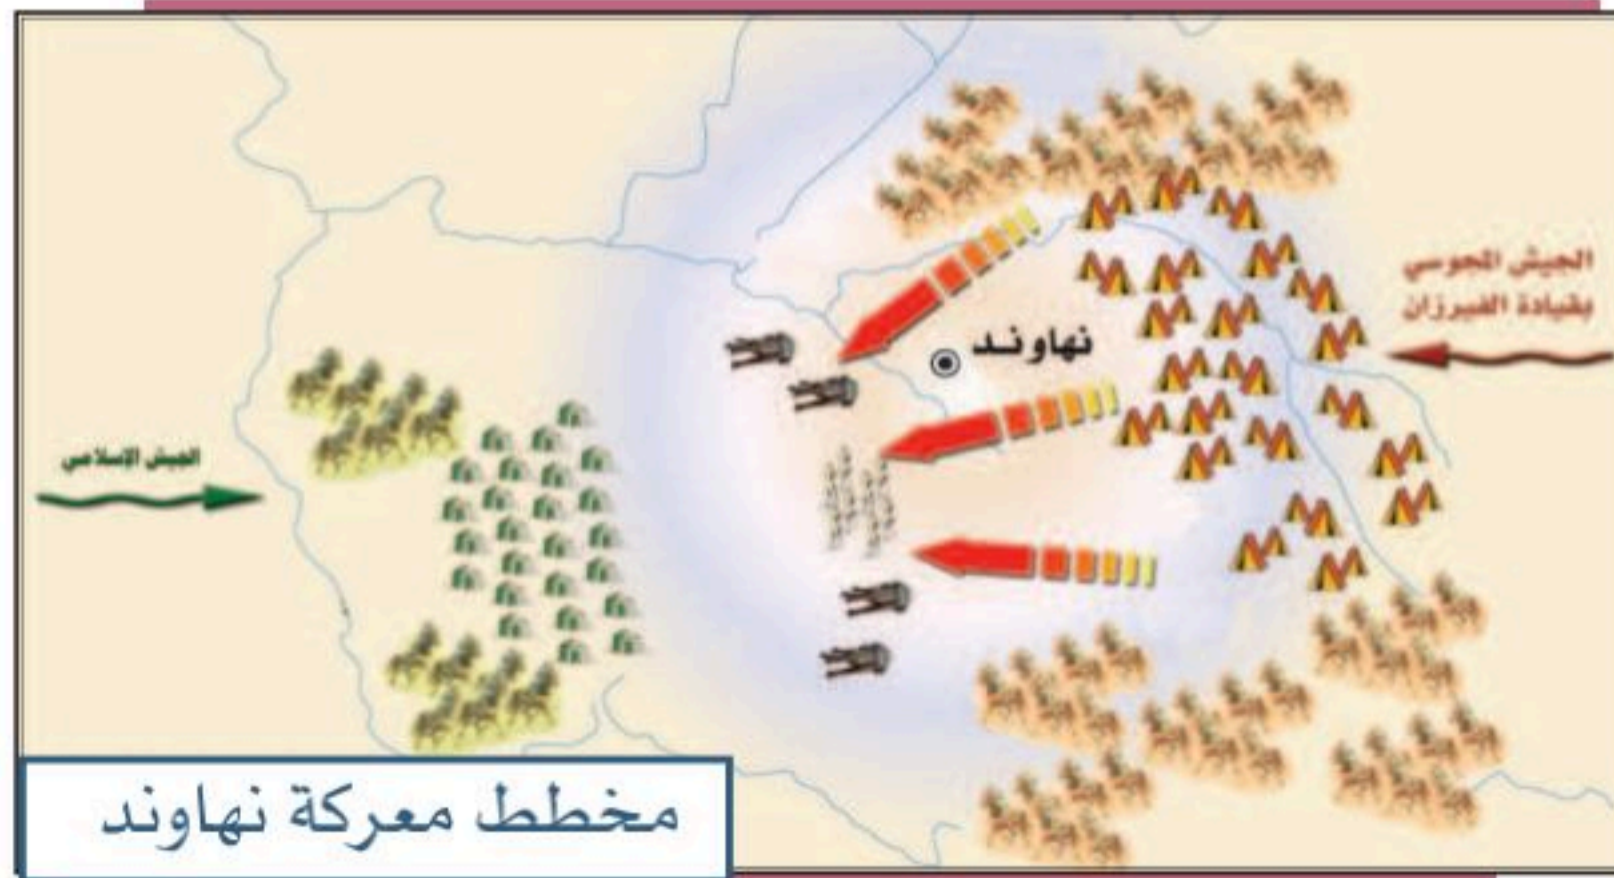 الجيش المجوسي
بقيادة الفيرزان
نهاوند
الجيش الإسلامي
مخطط معركة نهاوند